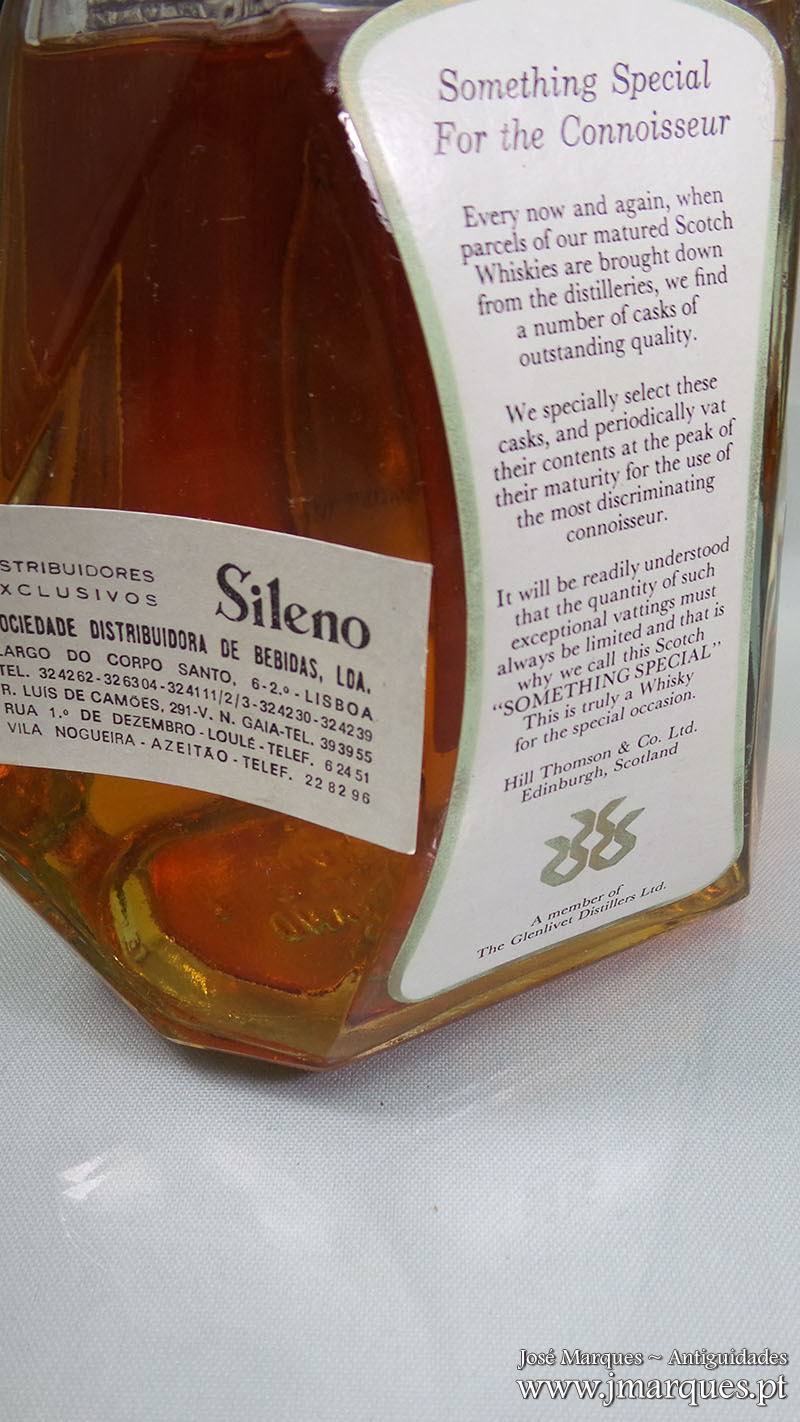 Something Special
For the Connoisseur
Every now and again, when
parcels of our matured Scotch
Whiskies are brought down
from the distilleries, we find
a number of casks of
outstanding quality.
We specially select these
casks, and periodically vat
their contents at the peak of
their maturity for the use of
the most discriminating
connoisseur.
It will be readily understood
that the quantity of such
exceptional vattings must
always be limited and that is
why we call this Scotch
“SOMETHING SPECIAL”
This is truly a Whisky
for the special occasion.
Hill Thomson & Co. Ltd.
Edinburgh, Scotland
A member of
The Glenlivet Distillers Ltd.
STRIBUIDORES
XCLUSIVOS
Sileno
OCIEDADE DISTRIBUIDORA DE BEBIDAS, LDA.
LARGO DO CORPO SANTO, 6-2.º - LISBOA
TEL. 324262-326304-324111/2/3-324230-324239
R. LUÍS DE CAMÕES, 291-V. N. GAIA-TEL. 393955
RUA 1.º DE DEZEMBRO - LOULÉ - TELEF. 62451
VILA NOGUEIRA - AZEITÃO - TELEF. 228296
José Marques ~ Antiguidades
www.jmarques.pt